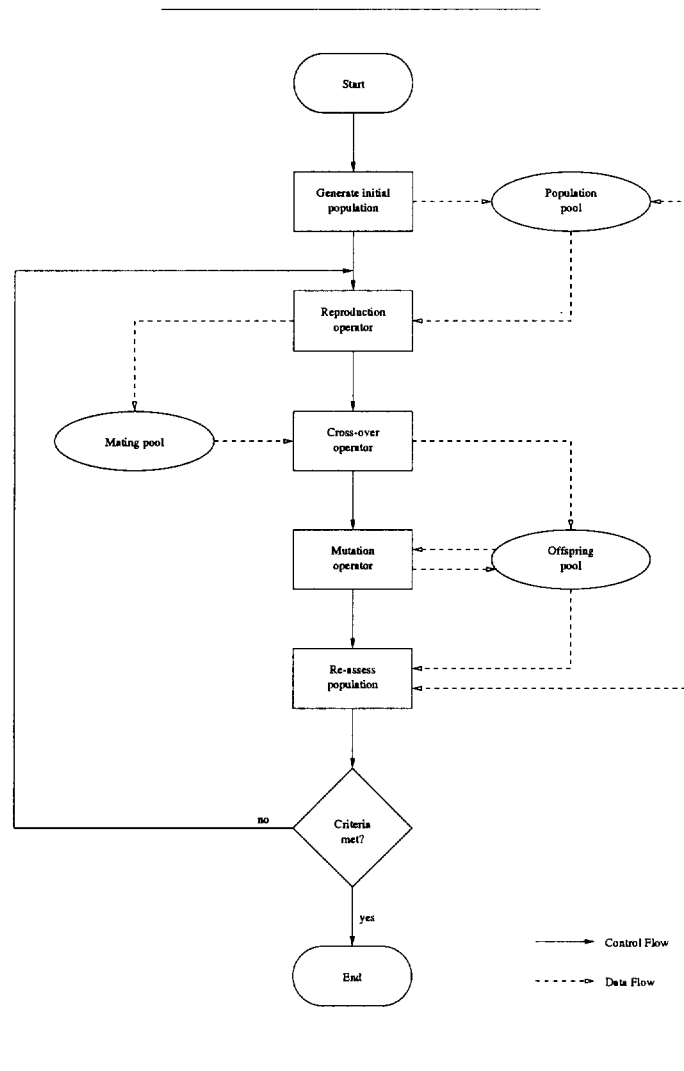 Start
Generate initial
population
Population
pool
Reproduction
operator
Mating pool
Cross-over
operator
Mutation
operator
Offspring
pool
Re-assess
population
Criteria
met?
no
yes
End
Control Flow
Data Flow